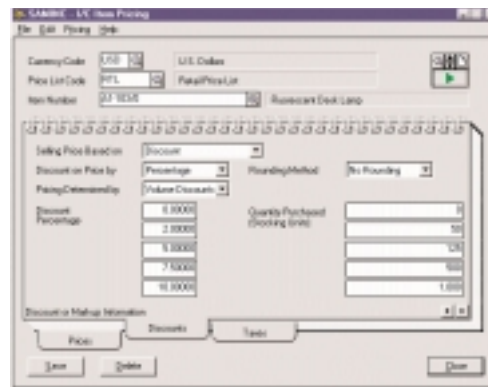 SAMINC - I/C Item Pricing
File Edit Pricing Help
Currency Code USD U.S. Dollars
Price List Code RTL Retail Price List
Item Number Fluorescent Desk Lamp
Selling Price Based on Discount
Discount on Price by Percentage Rounding Method No Rounding
Pricing Determined by Volume Discounts
Discount Percentage
Quantity Purchased (Stocking Units)
0.00000 0
2.00000 50
5.00000 125
7.50000 500
10.00000 1,000
Discount or Mark-up Information
Prices Discounts Taxes
Save Delete Close